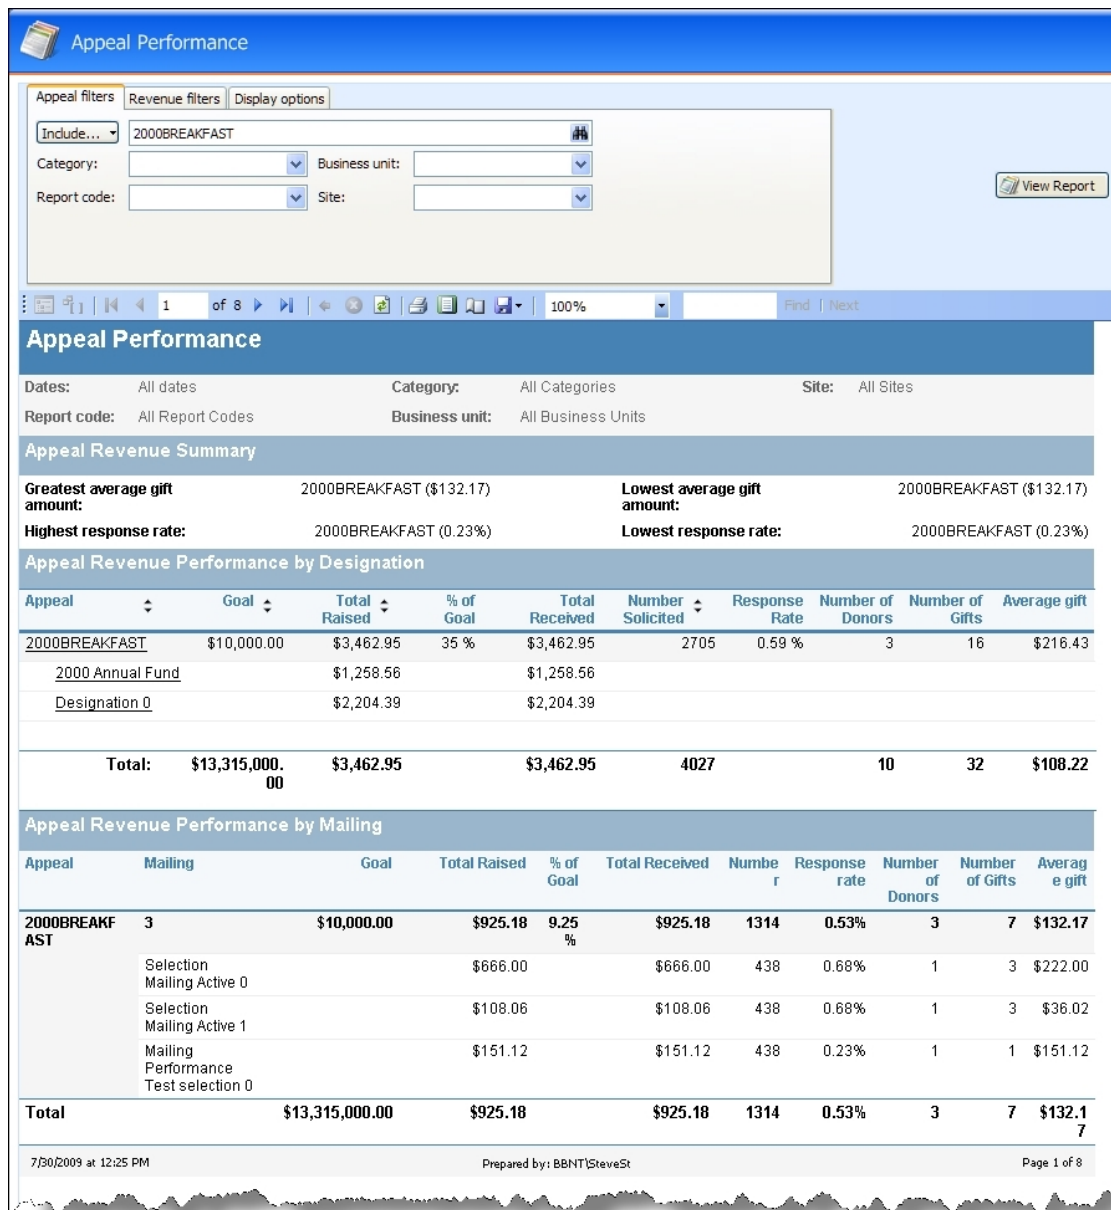 Appeal Performance
Appeal filters Revenue filters Display options
Include... 2000BREAKFAST
Category: Business unit:
Report code: Site:
View Report
1 of 8 100% Find | Next
Appeal Performance
Dates: All dates Category: All Categories Site: All Sites
Report code: All Report Codes Business unit: All Business Units
Appeal Revenue Summary
Greatest average gift 2000BREAKFAST ($132.17) Lowest average gift 2000BREAKFAST ($132.17)
amount: amount:
Highest response rate: 2000BREAKFAST (0.23%) Lowest response rate: 2000BREAKFAST (0.23%)
Appeal Revenue Performance by Designation
Appeal Goal Total % of Total Number Response Number of Number of Average gift
Raised Goal Received Solicited Rate Donors Gifts
2000BREAKFAST $10,000.00 $3,462.95 35 % $3,462.95 2705 0.59 % 3 16 $216.43
2000 Annual Fund $1,258.56 $1,258.56
Designation 0 $2,204.39 $2,204.39
Total: $13,315,000. $3,462.95 $3,462.95 4027 10 32 $108.22
00
Appeal Revenue Performance by Mailing
Appeal Mailing Goal Total Raised % of Total Received Numbe Response Number Number Averag
Goal r rate of of Gifts e gift
Donors
2000BREAKF 3 $10,000.00 $925.18 9.25 $925.18 1314 0.53% 3 7 $132.17
AST %
Selection $666.00 $666.00 438 0.68% 1 3 $222.00
Mailing Active 0
Selection $108.06 $108.06 438 0.68% 1 3 $36.02
Mailing Active 1
Mailing $151.12 $151.12 438 0.23% 1 1 $151.12
Performance
Test selection 0
Total $13,315,000.00 $925.18 $925.18 1314 0.53% 3 7 $132.1
7
7/30/2009 at 12:25 PM Prepared by: BBNT\SteveSt Page 1 of 8